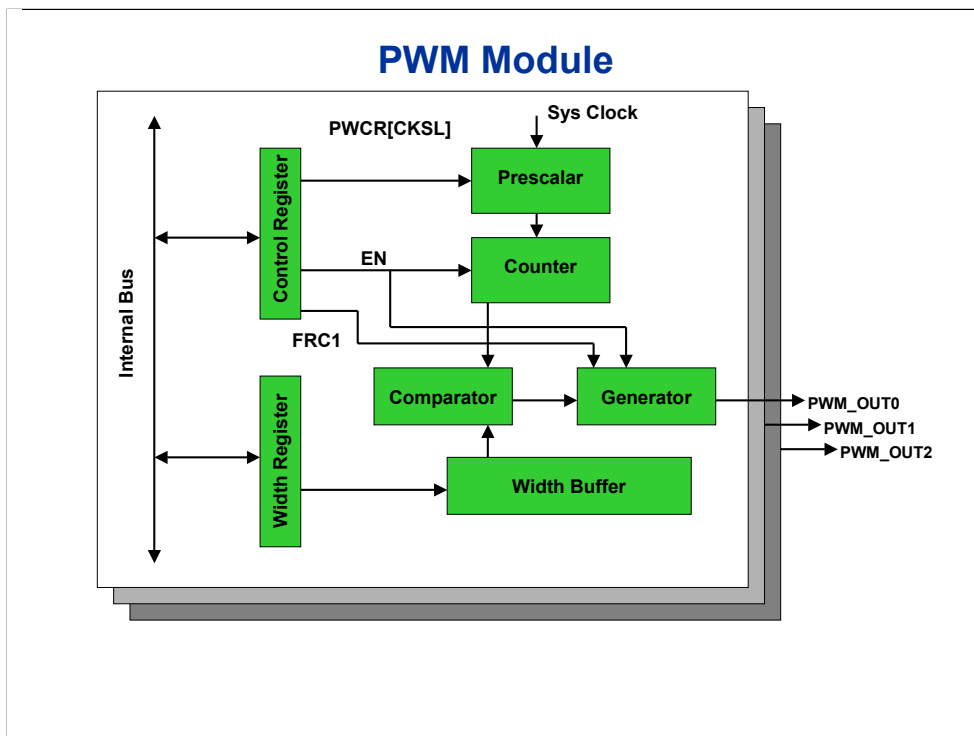 PWM Module
Sys Clock
PWCR[CKSL]
Prescalar
Control Register
EN
Counter
Internal Bus
FRC1
Comparator
Generator
PWM_OUT0
PWM_OUT1
PWM_OUT2
Width Register
Width Buffer